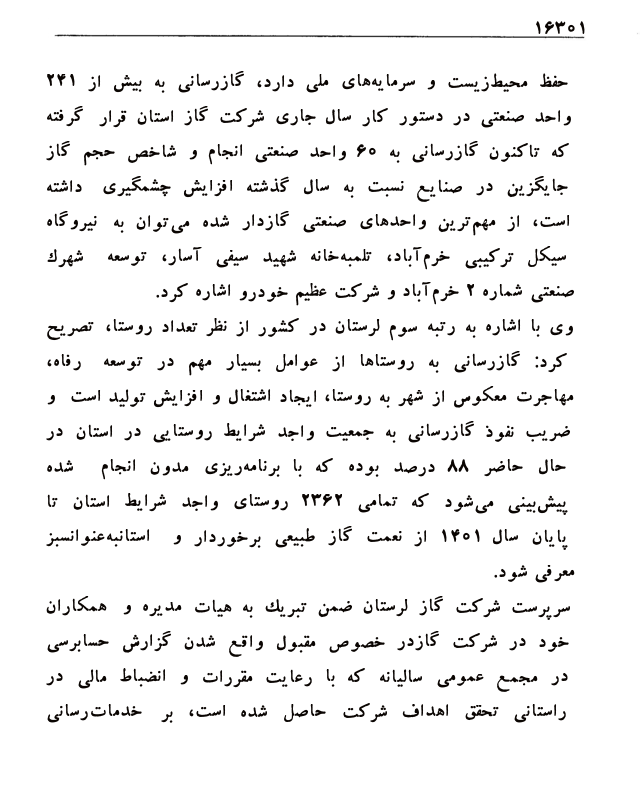 ۱۶۳۰۱
حفظ محیط‌زیست و سرمایه‌های ملی دارد، گازرسانی به بیش از ۲۴۱
واحد صنعتی در دستور کار سال جاری شرکت گاز استان قرار گرفته
که تاکنون گازرسانی به ۶۰ واحد صنعتی انجام و شاخص حجم گاز
جایگزین در صنایع نسبت به سال گذشته افزایش چشمگیری داشته
است، از مهم‌ترین واحدهای صنعتی گازدار شده می‌توان به نیروگاه
سیکل ترکیبی خرم‌آباد، تلمبه‌خانه شهید سیفی آسار، توسعه شهرك
صنعتی شماره ۲ خرم‌آباد و شرکت عظیم خودرو اشاره کرد.
وی با اشاره به رتبه سوم لرستان در کشور از نظر تعداد روستا، تصریح
کرد: گازرسانی به روستاها از عوامل بسیار مهم در توسعه رفاه،
مهاجرت معکوس از شهر به روستا، ایجاد اشتغال و افزایش تولید است و
ضریب نفوذ گازرسانی به جمعیت واجد شرایط روستایی در استان در
حال حاضر ۸۸ درصد بوده که با برنامه‌ریزی مدون انجام شده
پیش‌بینی می‌شود که تمامی ۲۳۶۲ روستای واجد شرایط استان تا
پایان سال ۱۴۰۱ از نعمت گاز طبیعی برخوردار و استانبه‌عنوانسبز
معرفی شود.
سرپرست شرکت گاز لرستان ضمن تبریك به هیات مدیره و همکاران
خود در شرکت گازدر خصوص مقبول واقع شدن گزارش حسابرسی
در مجمع عمومی سالیانه که با رعایت مقررات و انضباط مالی در
راستانی تحقق اهداف شرکت حاصل شده است، بر خدمات‌رسانی